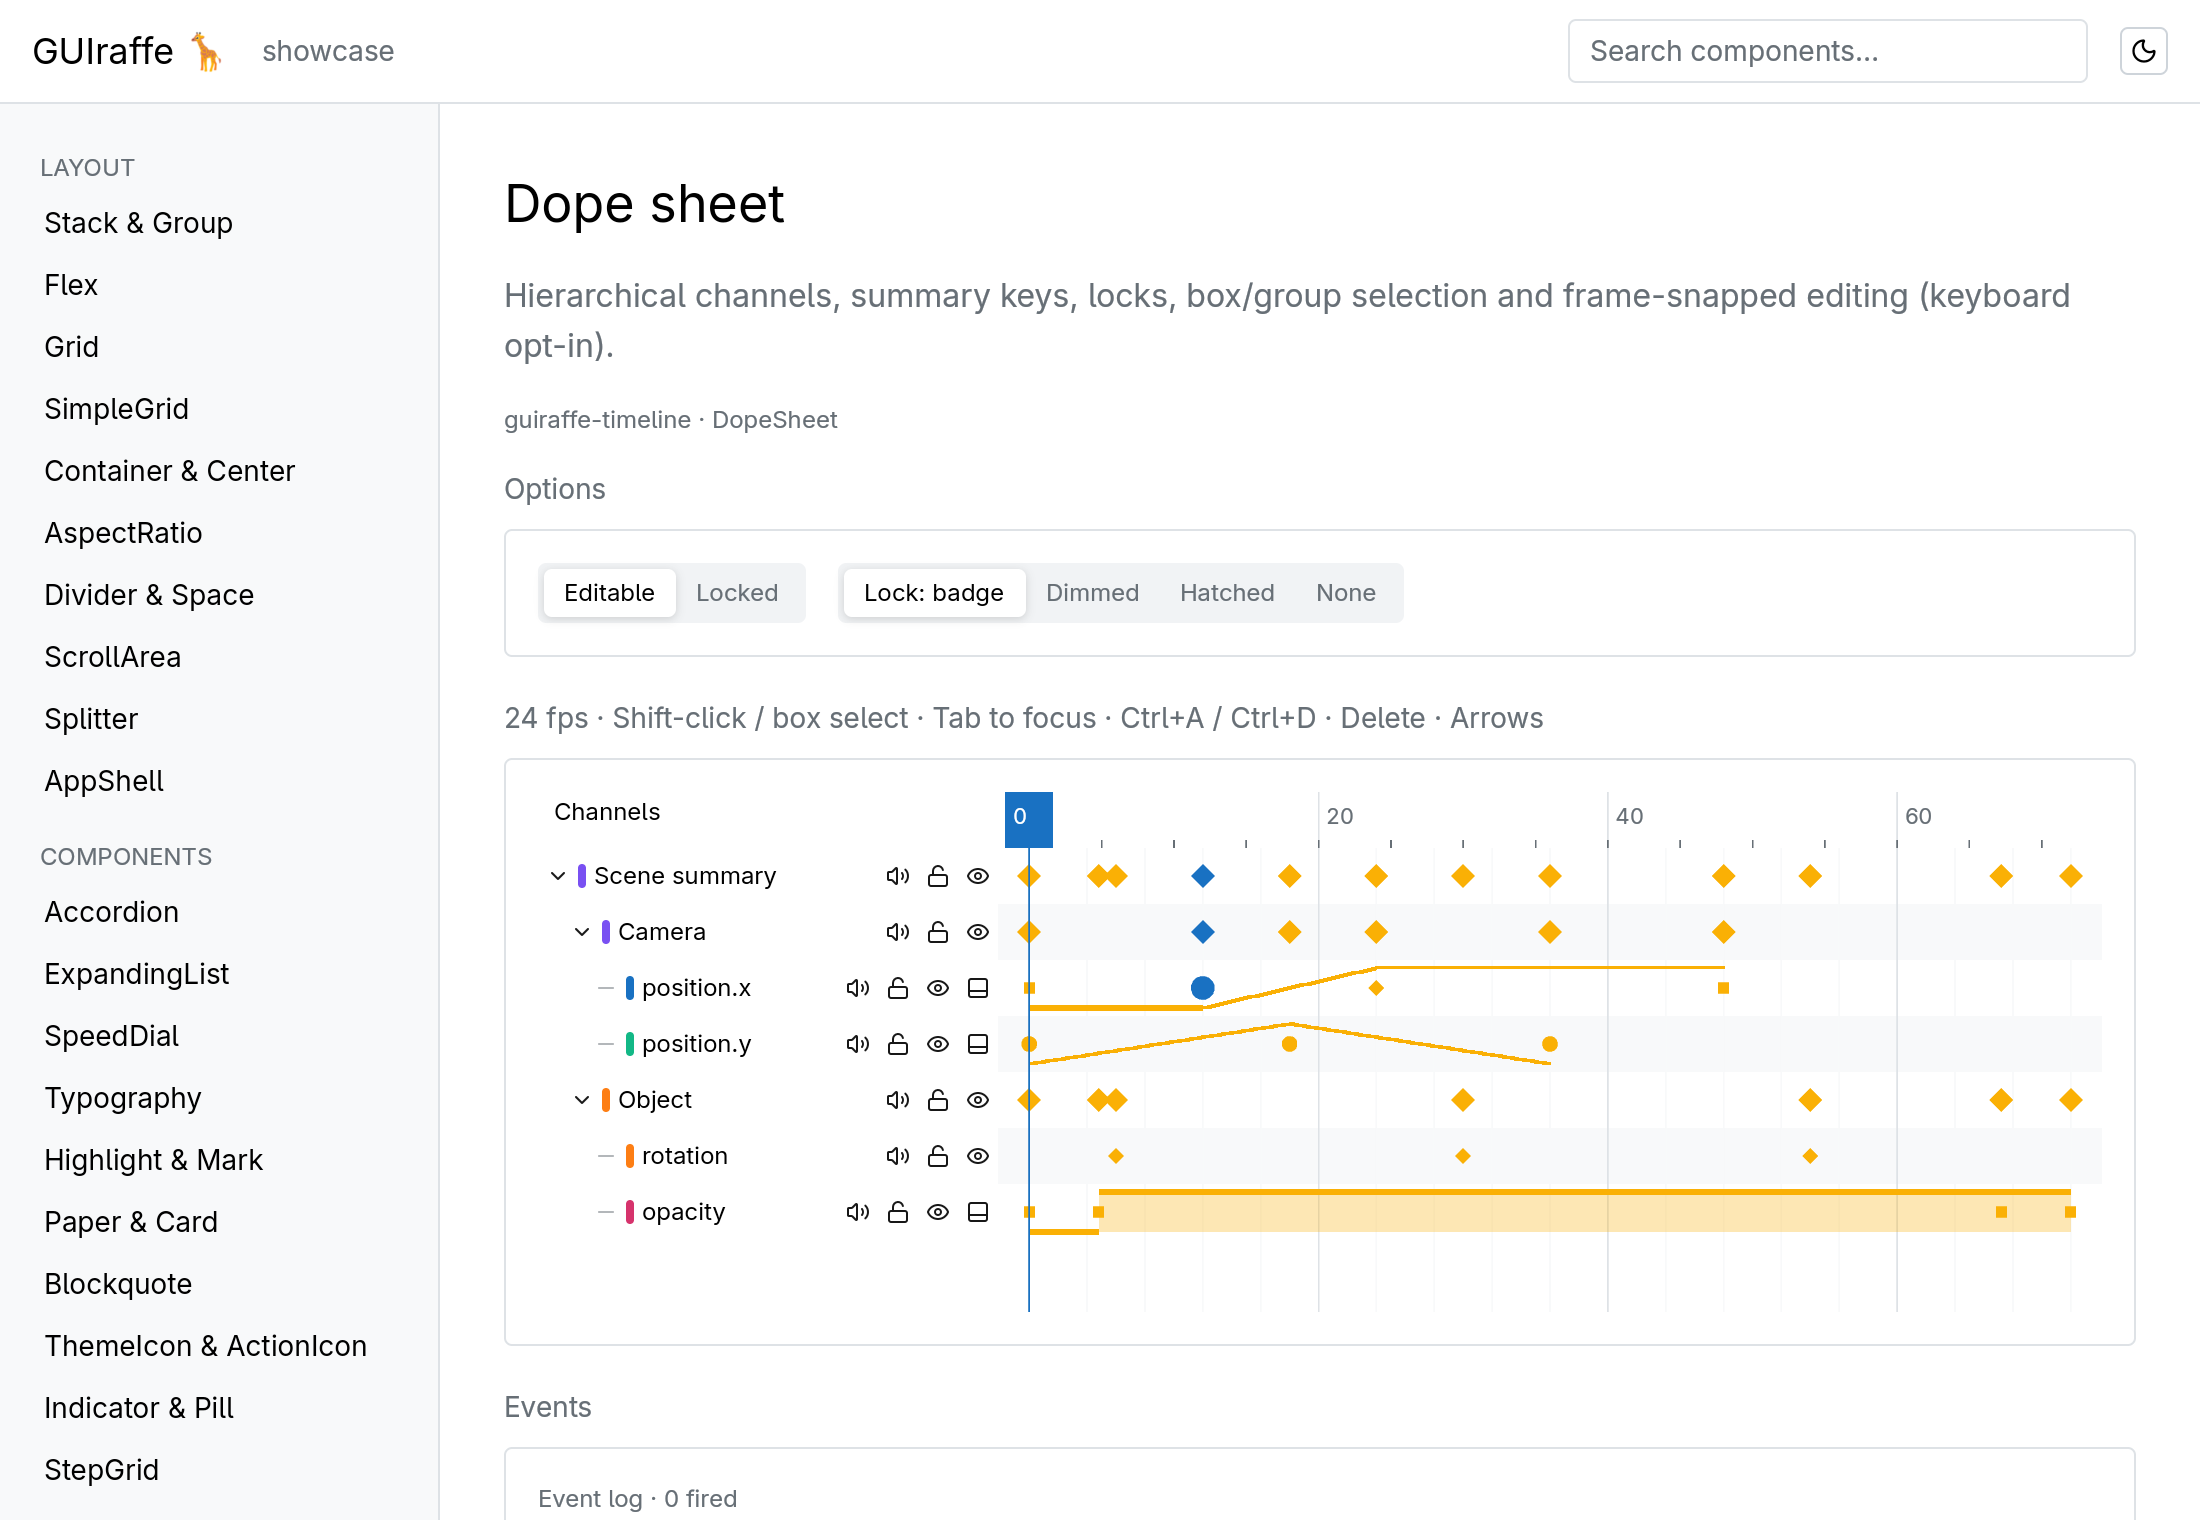 GUIraffe 🦒 showcase
Search components...
LAYOUT
Stack & Group
Flex
Grid
SimpleGrid
Container & Center
AspectRatio
Divider & Space
ScrollArea
Splitter
AppShell
COMPONENTS
Accordion
ExpandingList
SpeedDial
Typography
Highlight & Mark
Paper & Card
Blockquote
ThemeIcon & ActionIcon
Indicator & Pill
StepGrid
Dope sheet
Hierarchical channels, summary keys, locks, box/group selection and frame-snapped editing (keyboard
opt-in).
guiraffe-timeline · DopeSheet
Options
Editable Locked Lock: badge Dimmed Hatched None
24 fps · Shift-click / box select · Tab to focus · Ctrl+A / Ctrl+D · Delete · Arrows
Channels 0 20 40 60
Scene summary
Camera
position.x
position.y
Object
rotation
opacity
Events
Event log · 0 fired